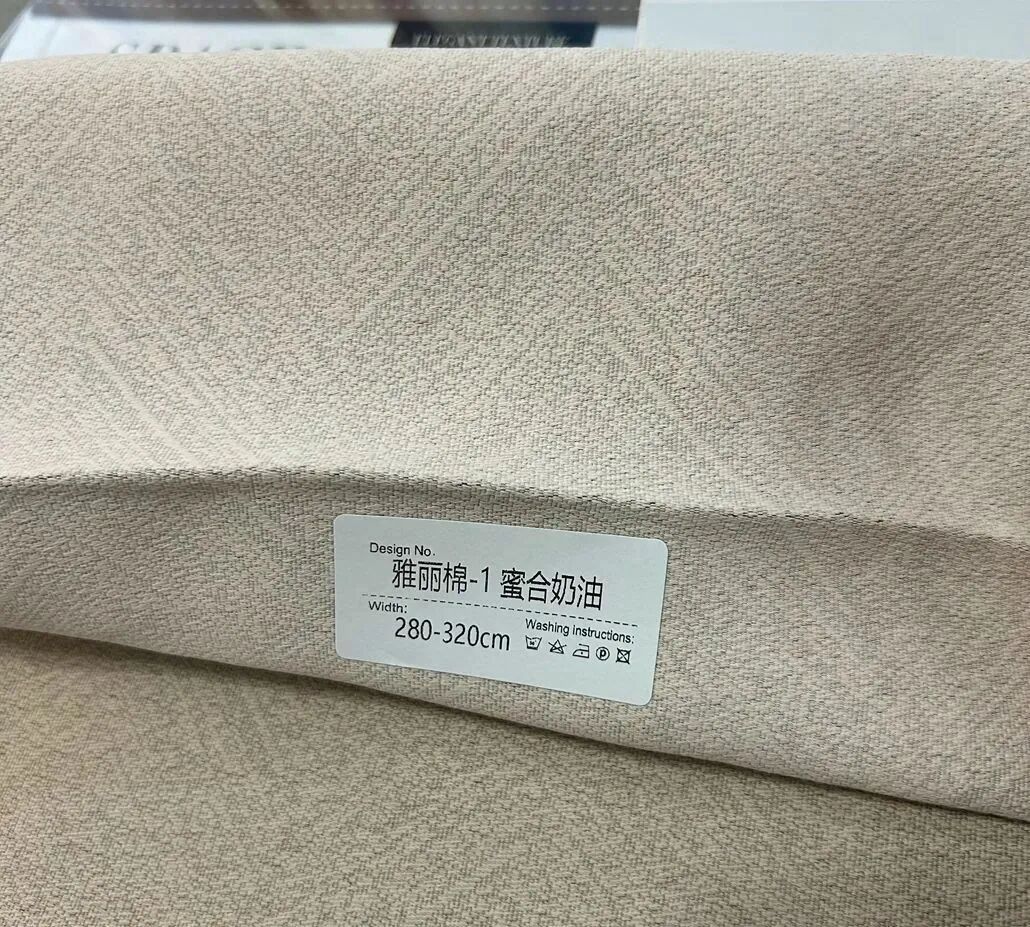 Design No.
雅丽棉-1 蜜合奶油
Width:
280-320cm
Washing instructions:
P